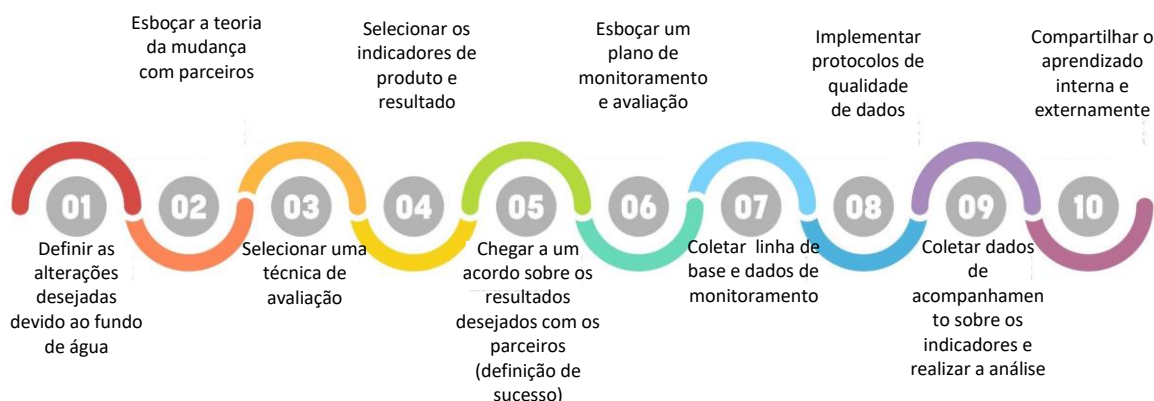 01
Definir as
alterações
desejadas
devido ao fundo
de água
02
Esboçar a teoria
da mudança
com parceiros
03
Selecionar uma
técnica de
avaliação
04
Selecionar os
indicadores de
produto e
resultado
05
Chegar a um
acordo sobre os
resultados
desejados com os
parceiros
(definição de
sucesso)
06
Esboçar um
plano de
monitoramento
e avaliação
07
Coletar linha de
base e dados de
monitoramento
08
Implementar
protocolos de
qualidade
de dados
09
Coletar dados
de
acompanhamen
to sobre os
indicadores e
realizar a análise
10
Compartilhar o
aprendizado
interna e
externamente